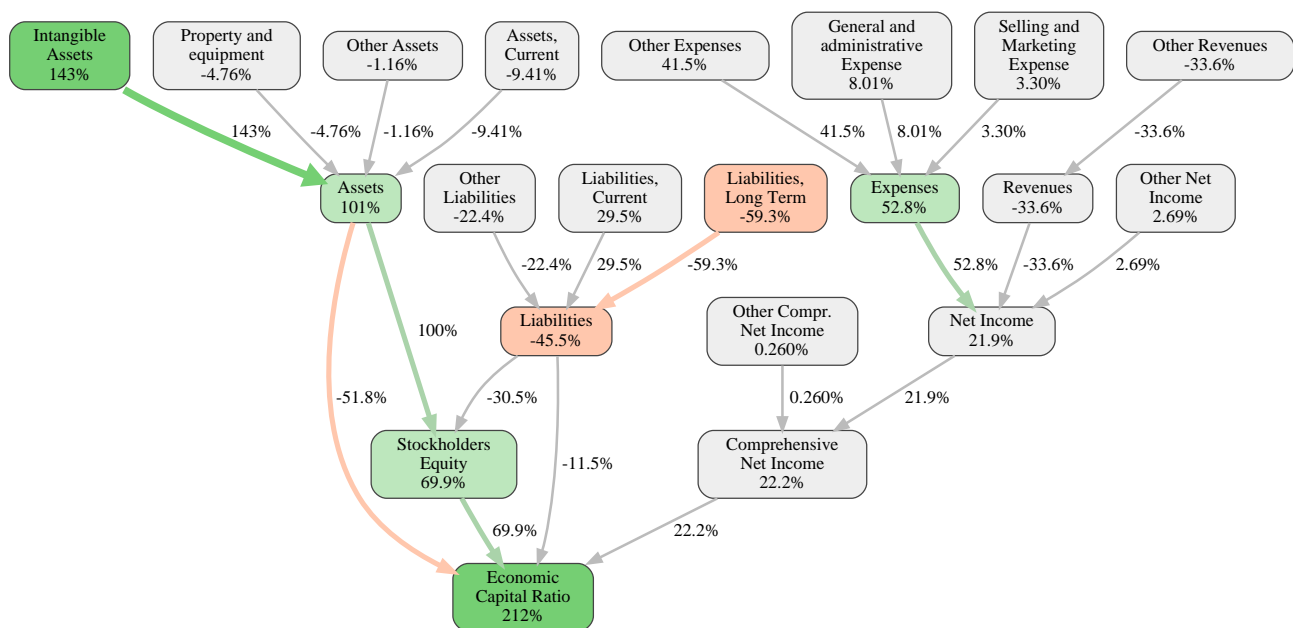 Intangible
Assets
143%
Property and
equipment
-4.76%
Other Assets
-1.16%
Assets,
Current
-9.41%
Other Expenses
41.5%
General and
administrative
Expense
8.01%
Selling and
Marketing
Expense
3.30%
Other Revenues
-33.6%
143%
-4.76%
-1.16%
-9.41%
41.5%
8.01%
3.30%
-33.6%
Assets
101%
Other
Liabilities
-22.4%
Liabilities,
Current
29.5%
Liabilities,
Long Term
-59.3%
Expenses
52.8%
Revenues
-33.6%
Other Net
Income
2.69%
-22.4%
29.5%
-59.3%
52.8%
-33.6%
2.69%
100%
Liabilities
-45.5%
Other Compr.
Net Income
0.260%
Net Income
21.9%
-51.8%
-30.5%
0.260%
21.9%
Stockholders
Equity
69.9%
-11.5%
Comprehensive
Net Income
22.2%
69.9%
22.2%
Economic
Capital Ratio
212%